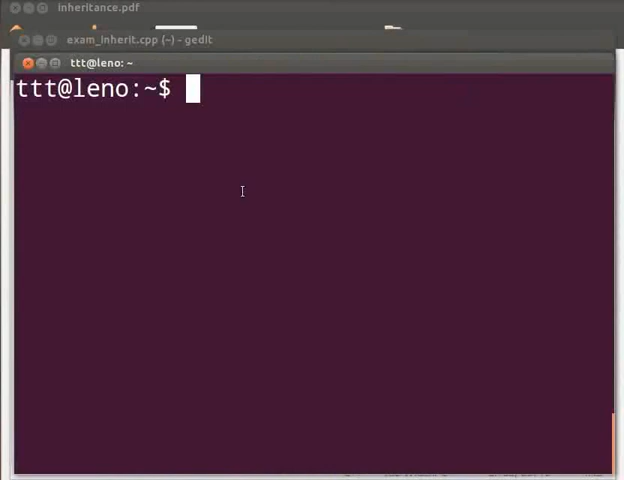 inheritance.pdf
exam_inherit.cpp (~) - gedit
ttt@leno: ~
ttt@leno:~$